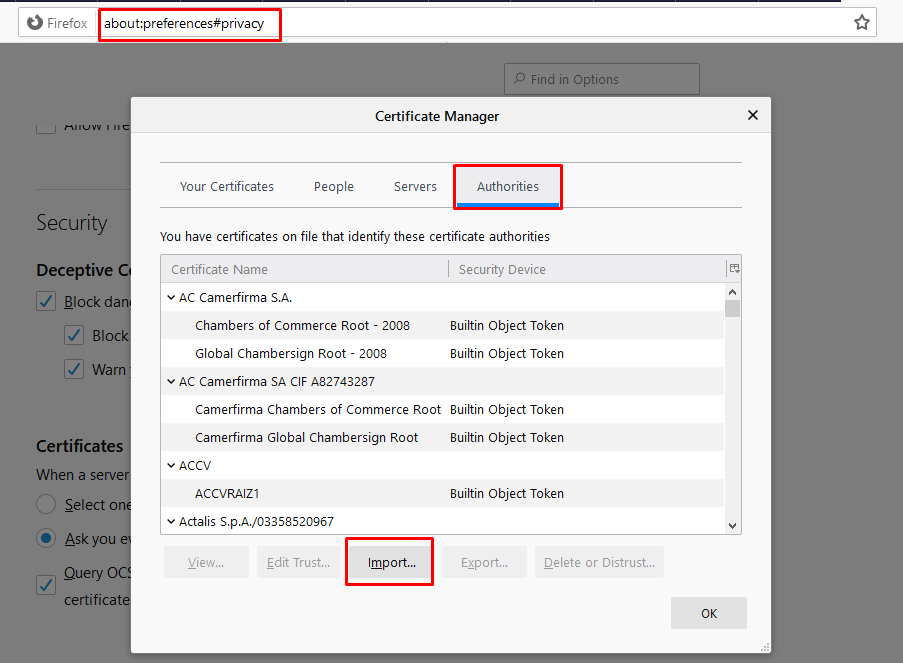 Firefox about:preferences#privacy
Find in Options
Allow Fire
Certificate Manager
Your Certificates People Servers Authorities
Security
You have certificates on file that identify these certificate authorities
Certificate Name Security Device
Deceptive Co
AC Camerfirma S.A.
Block dang
Chambers of Commerce Root - 2008 Builtin Object Token
Block
Global Chambersign Root - 2008 Builtin Object Token
Warn y
AC Camerfirma SA CIF A82743287
Camerfirma Chambers of Commerce Root Builtin Object Token
Camerfirma Global Chambersign Root Builtin Object Token
Certificates
ACCV
When a server
ACCVRAIZ1 Builtin Object Token
Select one
Actalis S.p.A./03358520967
Ask you ev
View... Edit Trust... Import... Export... Delete or Distrust...
Query OCS
certificate
OK